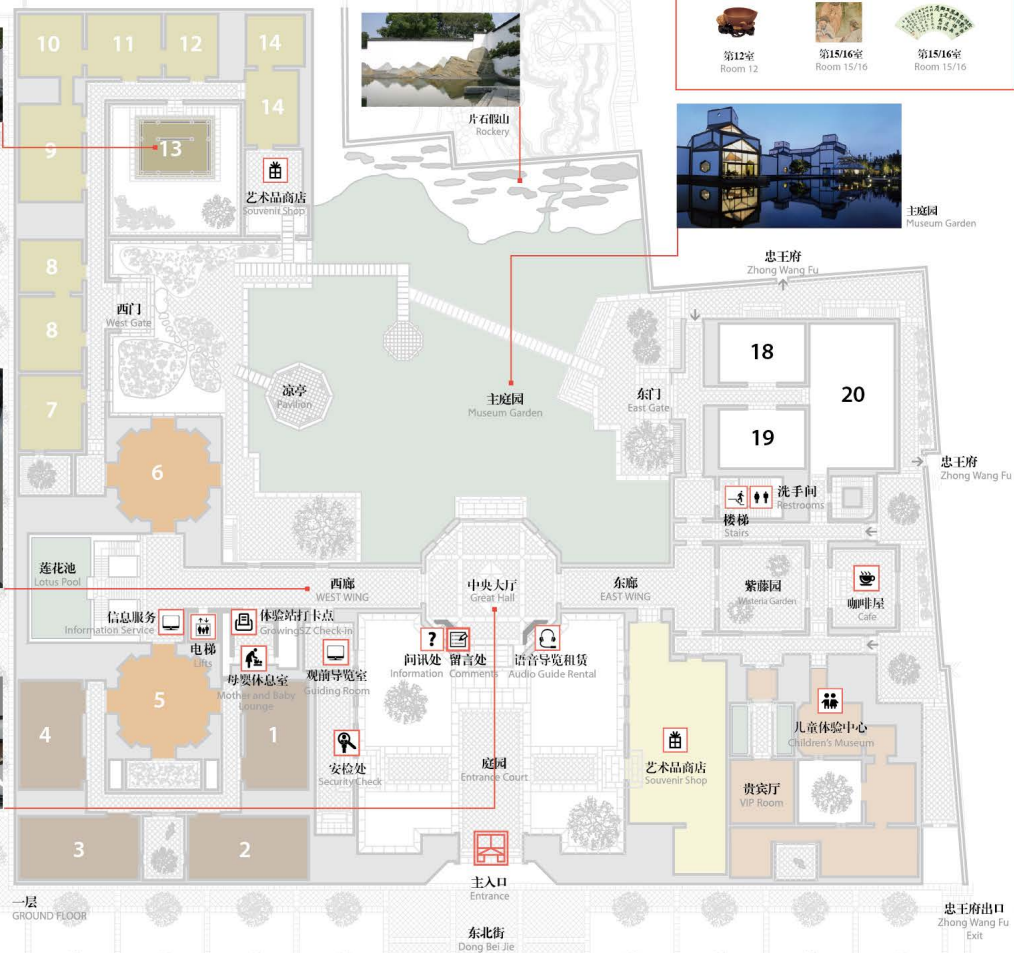 第12室
Room 12
第15/16室
Room 15/16
第15/16室
Room 15/16
10
11
12
14
14
9
13
艺术品商店
Souvenir Shop
片石假山
Rockery
主庭园
Museum Garden
忠王府
Zhong Wang Fu
8
8
7
西门
West Gate
凉亭
Pavilion
主庭园
Museum Garden
东门
East Gate
18
19
20
忠王府
Zhong Wang Fu
洗手间
Restrooms
楼梯
Stairs
6
莲花池
Lotus Pool
西廊
WEST WING
中央大厅
Great Hall
东廊
EAST WING
紫藤园
Wisteria Garden
咖啡屋
Cafe
信息服务
Information Service
电梯
Lifts
体验站打卡点
GrowingSZ Check-in
母婴休息室
Mother and Baby
Lounge
观前导览室
Guiding Room
?
问讯处
Information
留言处
Comments
语音导览租赁
Audio Guide Rental
5
4
1
安检处
Security Check
庭园
Entrance Court
艺术品商店
Souvenir Shop
儿童体验中心
Children's Museum
贵宾厅
VIP Room
3
2
主入口
Entrance
一层
GROUND FLOOR
东北街
Dong Bei Jie
忠王府出口
Zhong Wang Fu
Exit